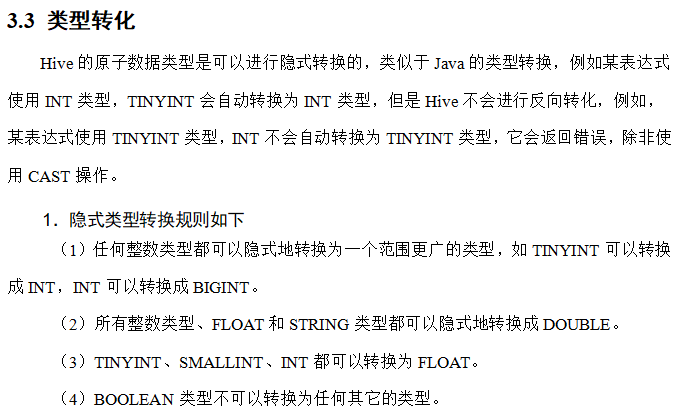 3.3 类型转化
Hive 的原子数据类型是可以进行隐式转换的，类似于 Java 的类型转换，例如某表达式
使用 INT 类型，TINYINT 会自动转换为 INT 类型，但是 Hive 不会进行反向转化，例如，
某表达式使用 TINYINT 类型，INT 不会自动转换为 TINYINT 类型，它会返回错误，除非使
用 CAST 操作。
1．隐式类型转换规则如下
（1）任何整数类型都可以隐式地转换为一个范围更广的类型，如 TINYINT 可以转换
成 INT，INT 可以转换成 BIGINT。
（2）所有整数类型、FLOAT 和 STRING 类型都可以隐式地转换成 DOUBLE。
（3）TINYINT、SMALLINT、INT 都可以转换为 FLOAT。
（4）BOOLEAN 类型不可以转换为任何其它的类型。